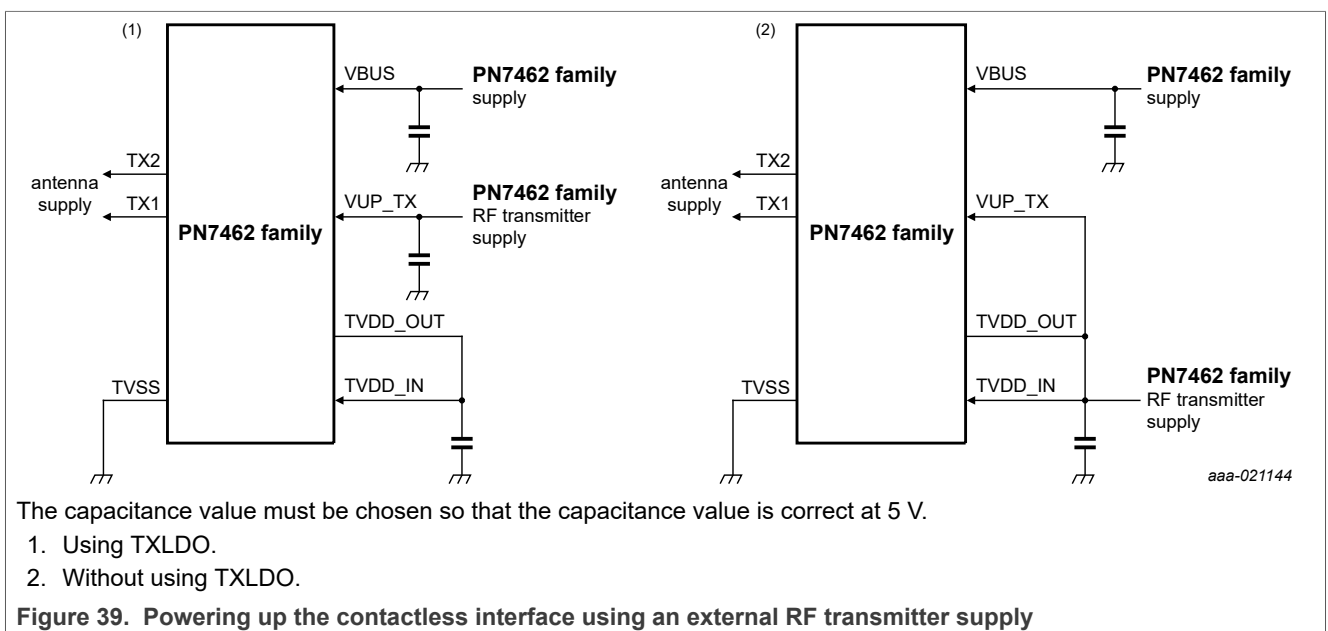 (1)
VBUS
PN7462 family
supply
TX2
antenna
supply
TX1
VUP_TX
PN7462 family
RF transmitter
supply
PN7462 family
TVDD_OUT
TVSS
TVDD_IN
(2)
VBUS
PN7462 family
supply
TX2
antenna
supply
TX1
VUP_TX
PN7462 family
TVDD_OUT
TVSS
TVDD_IN
PN7462 family
RF transmitter
supply
aaa-021144
The capacitance value must be chosen so that the capacitance value is correct at 5 V.
1. Using TXLDO.
2. Without using TXLDO.
Figure 39. Powering up the contactless interface using an external RF transmitter supply